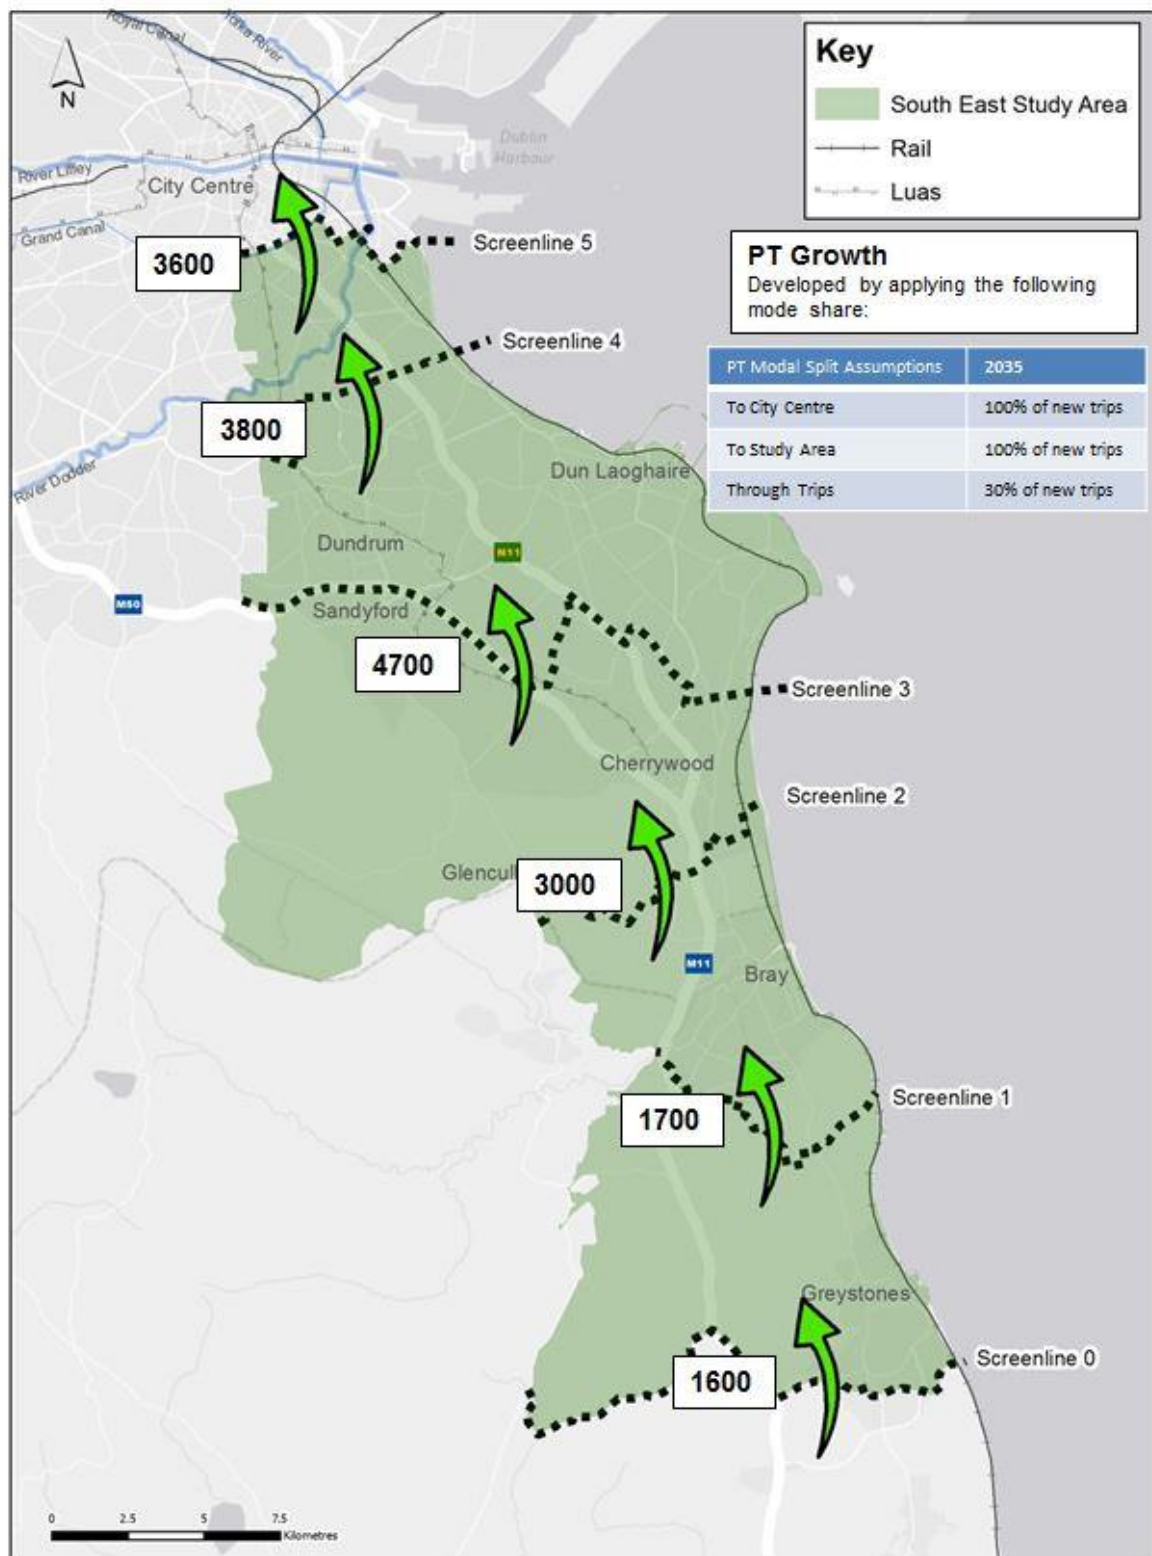 Royal Canal
Tolka River
N
Key
South East Study Area
Rail
Luas
Dublin
Harbour
River Liffey
City Centre
Grand Canal
3600
Screenline 5
PT Growth
Developed by applying the following
mode share:
Screenline 4
PT Modal Split Assumptions 2035
To City Centre 100% of new trips
To Study Area 100% of new trips
Through Trips 30% of new trips
3800
River Dodder
Dun Laoghaire
Dundrum
N11
M50
Sandyford
4700
Screenline 3
Cherrywood
Screenline 2
Glencull
3000
M11
Bray
Screenline 1
1700
Greystones
Screenline 0
1600
0 2.5 5 7.5
Kilometres